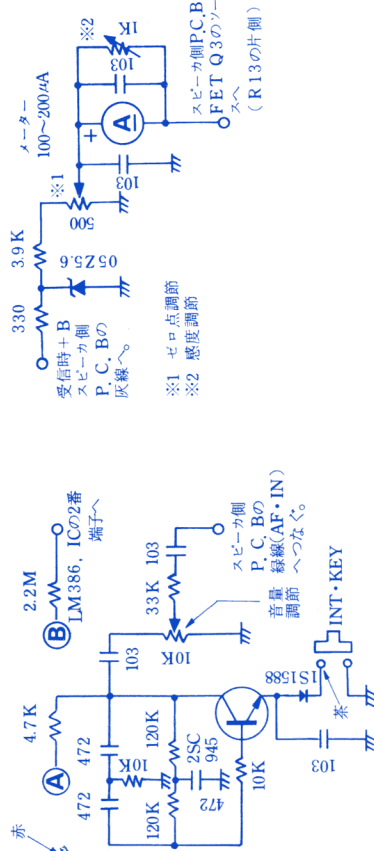 メーター
100~200μA
※2
1K
103
+
A
103
※1
500
3.9K
330
05Z5.6
受信時+B
スピーカ側
P.C.Bの
灰線へ。
スピーカ側P.C.B
FET Q3のソー
スへ
(R13の片側)
※1 ゼロ点調節
※2 感度調節
2.2M
B
LM386, ICの2番
端子へ
4.7K
A
103
33K
103
10K
スピーカ側
P.C.Bの
緑線(AF・IN)
へつなぐ。
音量
調節
472
472
10K
120K
120K
472
2SC
945
10K
1S1588
103
茶
INT・KEY
赤